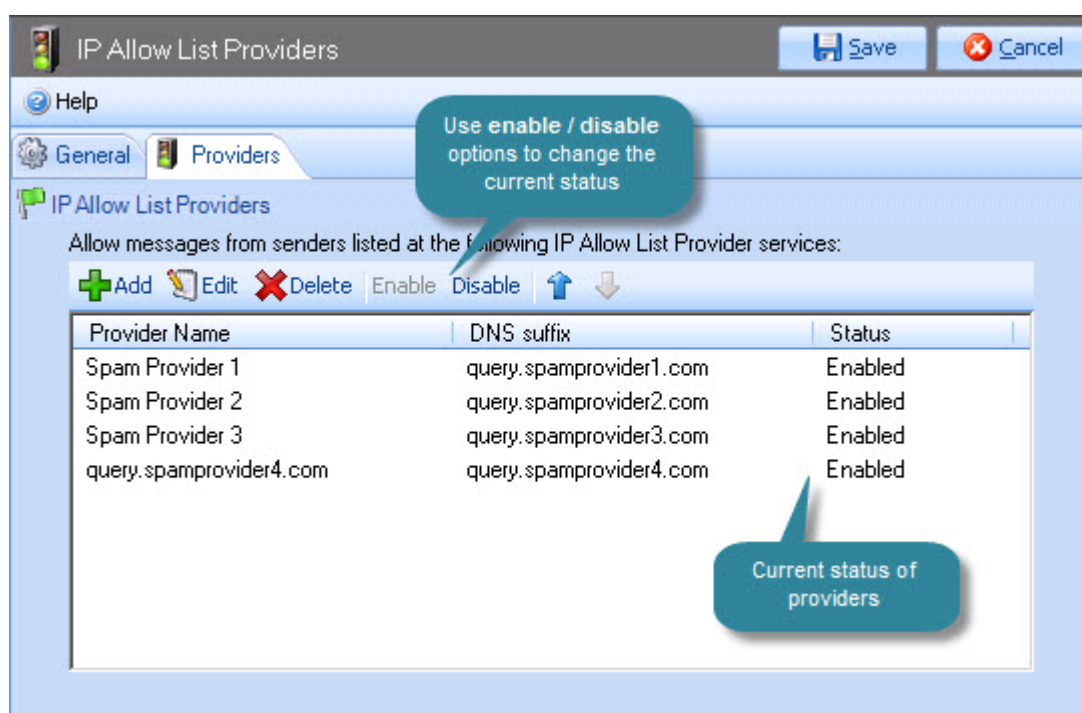 IP Allow List Providers
Save
Cancel
Help
Use enable / disable
options to change the
current status
General
Providers
IP Allow List Providers
Allow messages from senders listed at the following IP Allow List Provider services:
Add Edit Delete Enable Disable
Provider Name DNS suffix Status
Spam Provider 1 query.spamprovider1.com Enabled
Spam Provider 2 query.spamprovider2.com Enabled
Spam Provider 3 query.spamprovider3.com Enabled
query.spamprovider4.com query.spamprovider4.com Enabled
Current status of
providers